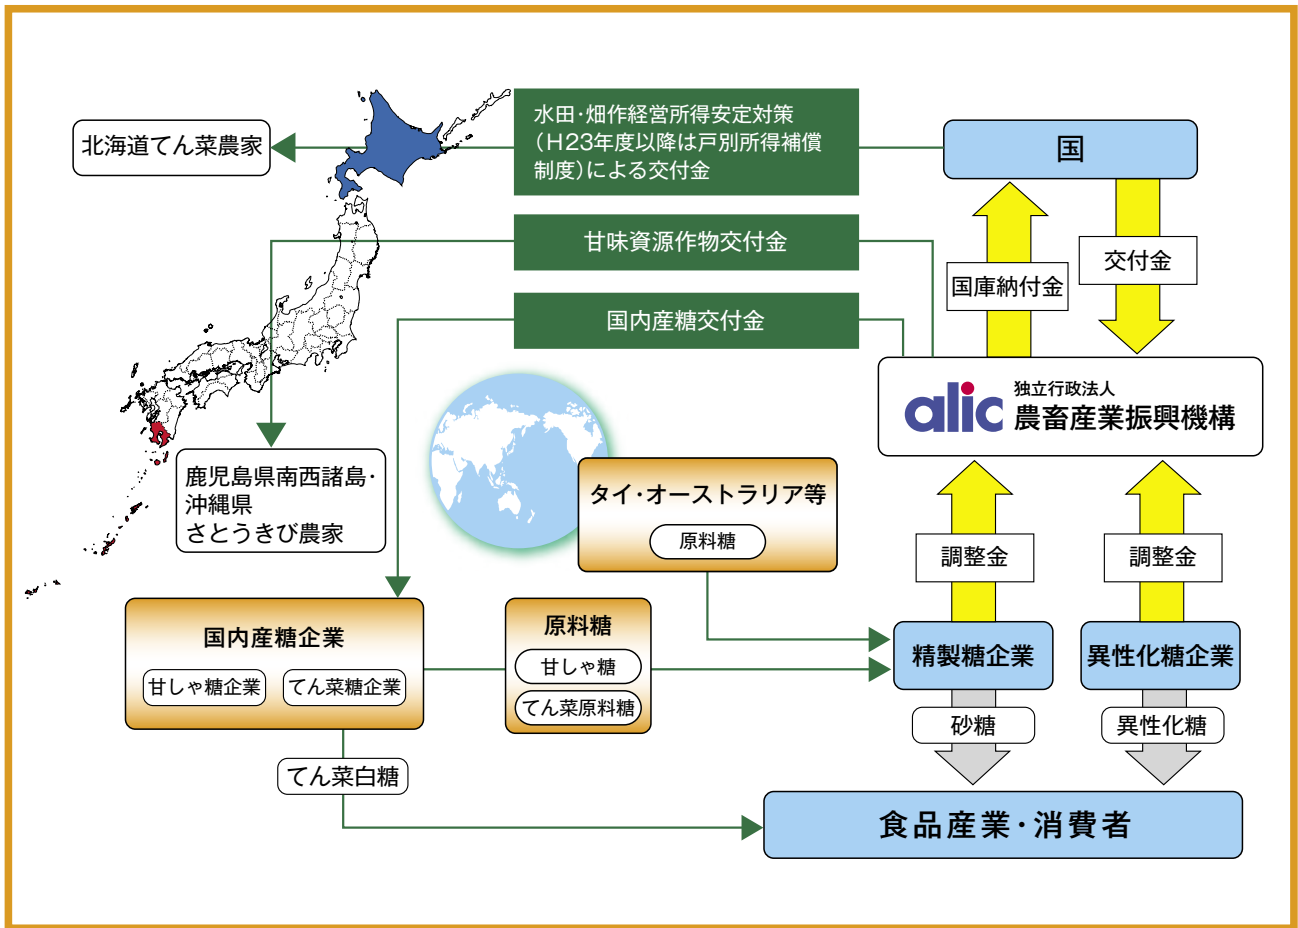 北海道てん菜農家
水田・畑作経営所得安定対策
（H23年度以降は戸別所得補償
制度）による交付金
国
甘味資源作物交付金
国庫納付金
交付金
国内産糖交付金
alic
独立行政法人
農畜産業振興機構
鹿児島県南西諸島・
沖縄県
さとうきび農家
タイ・オーストラリア等
原料糖
調整金
調整金
国内産糖企業
甘しゃ糖企業
てん菜糖企業
原料糖
甘しゃ糖
てん菜原料糖
精製糖企業
異性化糖企業
砂糖
異性化糖
てん菜白糖
食品産業・消費者